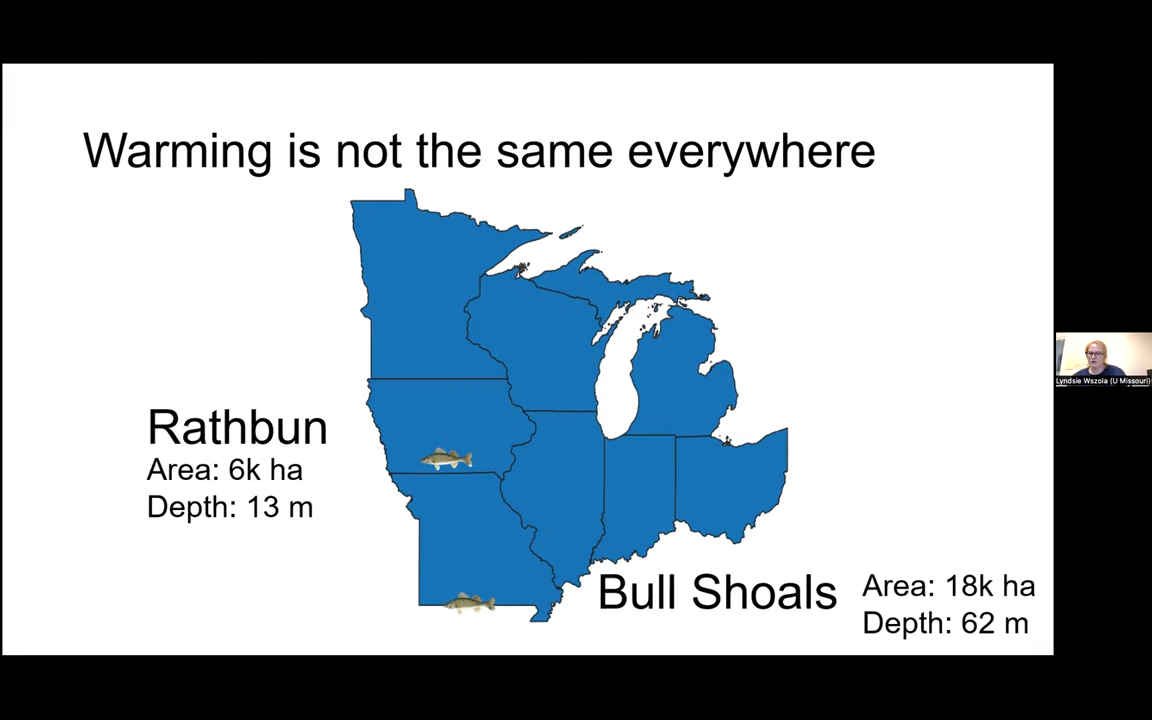 Warming is not the same everywhere
Rathbun
Area: 6k ha
Depth: 13 m
Bull Shoals
Area: 18k ha
Depth: 62 m
Lyndsie Wszola (U Missouri)